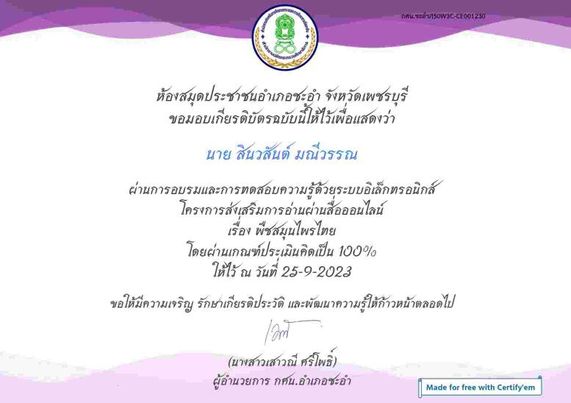 กศน.ชะอำ/150W3C-CE001230
ห้องสมุดประชาชนอำเภอชะอำ จังหวัดเพชรบุรี
ขอมอบเกียรติบัตรฉบับนี้ให้ไว้เพื่อแสดงว่า
นาย สินวสันต์ มณีวรรณ
ผ่านการอบรมและการทดสอบความรู้ด้วยระบบอิเล็กทรอนิกส์
โครงการส่งเสริมการอ่านผ่านสื่อออนไลน์
เรื่อง พืชสมุนไพรไทย
โดยผ่านเกณฑ์ประเมินคิดเป็น 100%
ให้ไว้ ณ วันที่ 25-9-2023
ขอให้มีความเจริญ รักษาเกียรติประวัติ และพัฒนาความรู้ให้ก้าวหน้าตลอดไป
(นางสาวเสาวณี ศรีโพธิ์)
ผู้อำนวยการ กศน.อำเภอชะอำ
Made for free with Certify'em